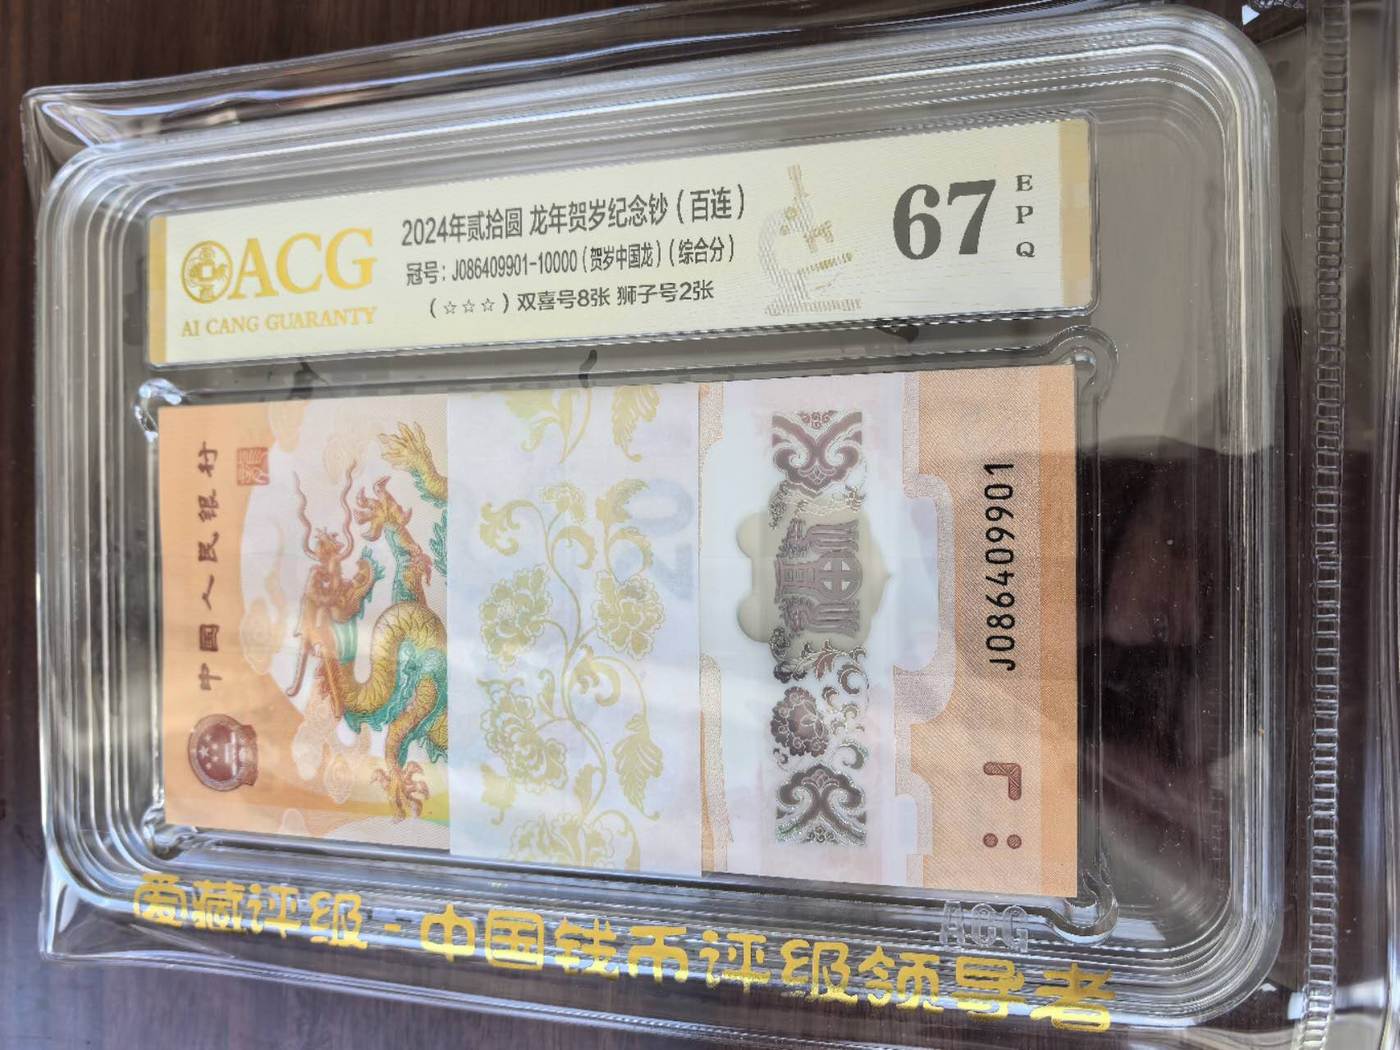 ACG
AI CANG GUARANTY
2024年贰拾圆 龙年贺岁纪念钞(百连)
冠号:J086409901-10000(贺岁中国龙)(综合分)
(☆☆☆)双喜号8张 狮子号2张
67
EPQ
中国人民银行
20
J086409901
ACG
爱藏评级-中国钱币评级领导者